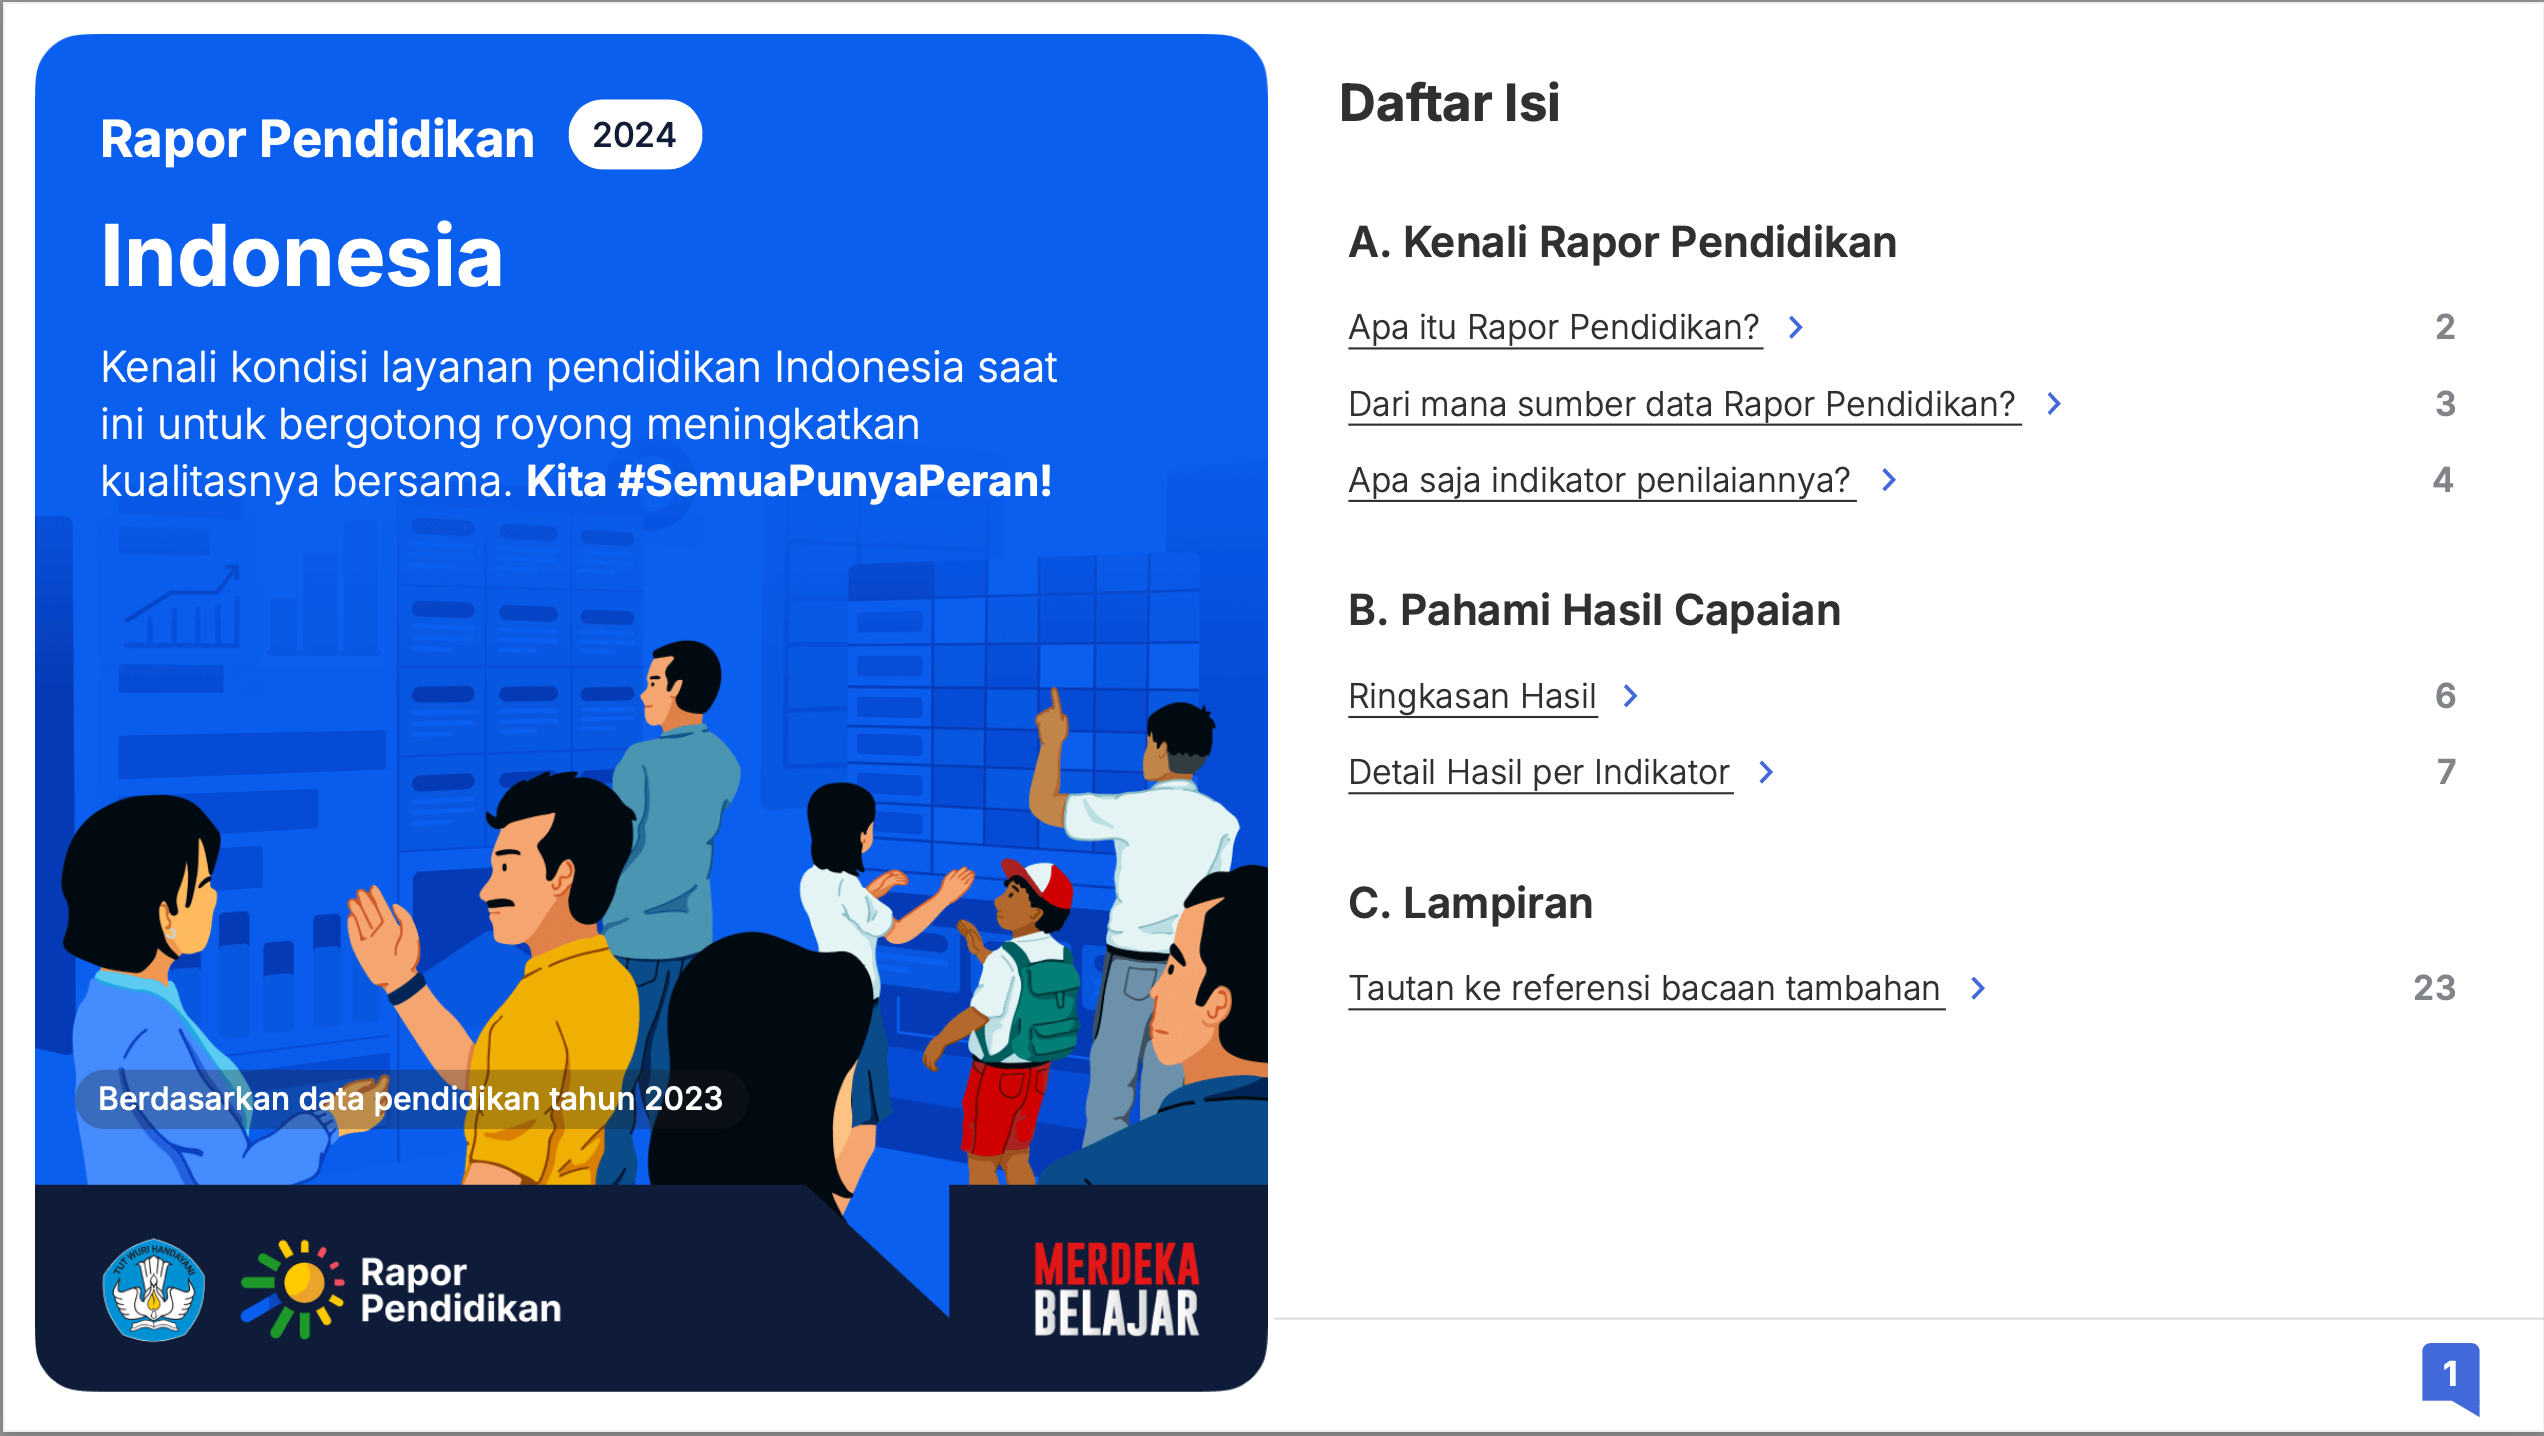 Rapor Pendidikan 2024
Indonesia
Kenali kondisi layanan pendidikan Indonesia saat
ini untuk bergotong royong meningkatkan
kualitasnya bersama. Kita #SemuaPunyaPeran!
Berdasarkan data pendidikan tahun 2023
TUT WURI HANDAYANI
Rapor
Pendidikan
MERDEKA
BELAJAR
Daftar Isi
A. Kenali Rapor Pendidikan
Apa itu Rapor Pendidikan? 2
Dari mana sumber data Rapor Pendidikan? 3
Apa saja indikator penilaiannya? 4
B. Pahami Hasil Capaian
Ringkasan Hasil 6
Detail Hasil per Indikator 7
C. Lampiran
Tautan ke referensi bacaan tambahan 23
1